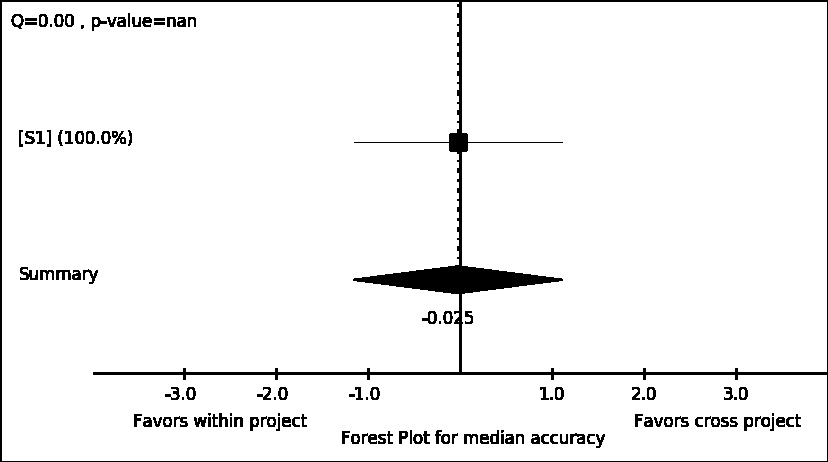 Q=0.00 , p-value=nan
[S1] (100.0%)
Summary
-0.025
-3.0 -2.0 -1.0 1.0 2.0 3.0
Favors within project Favors cross project
Forest Plot for median accuracy